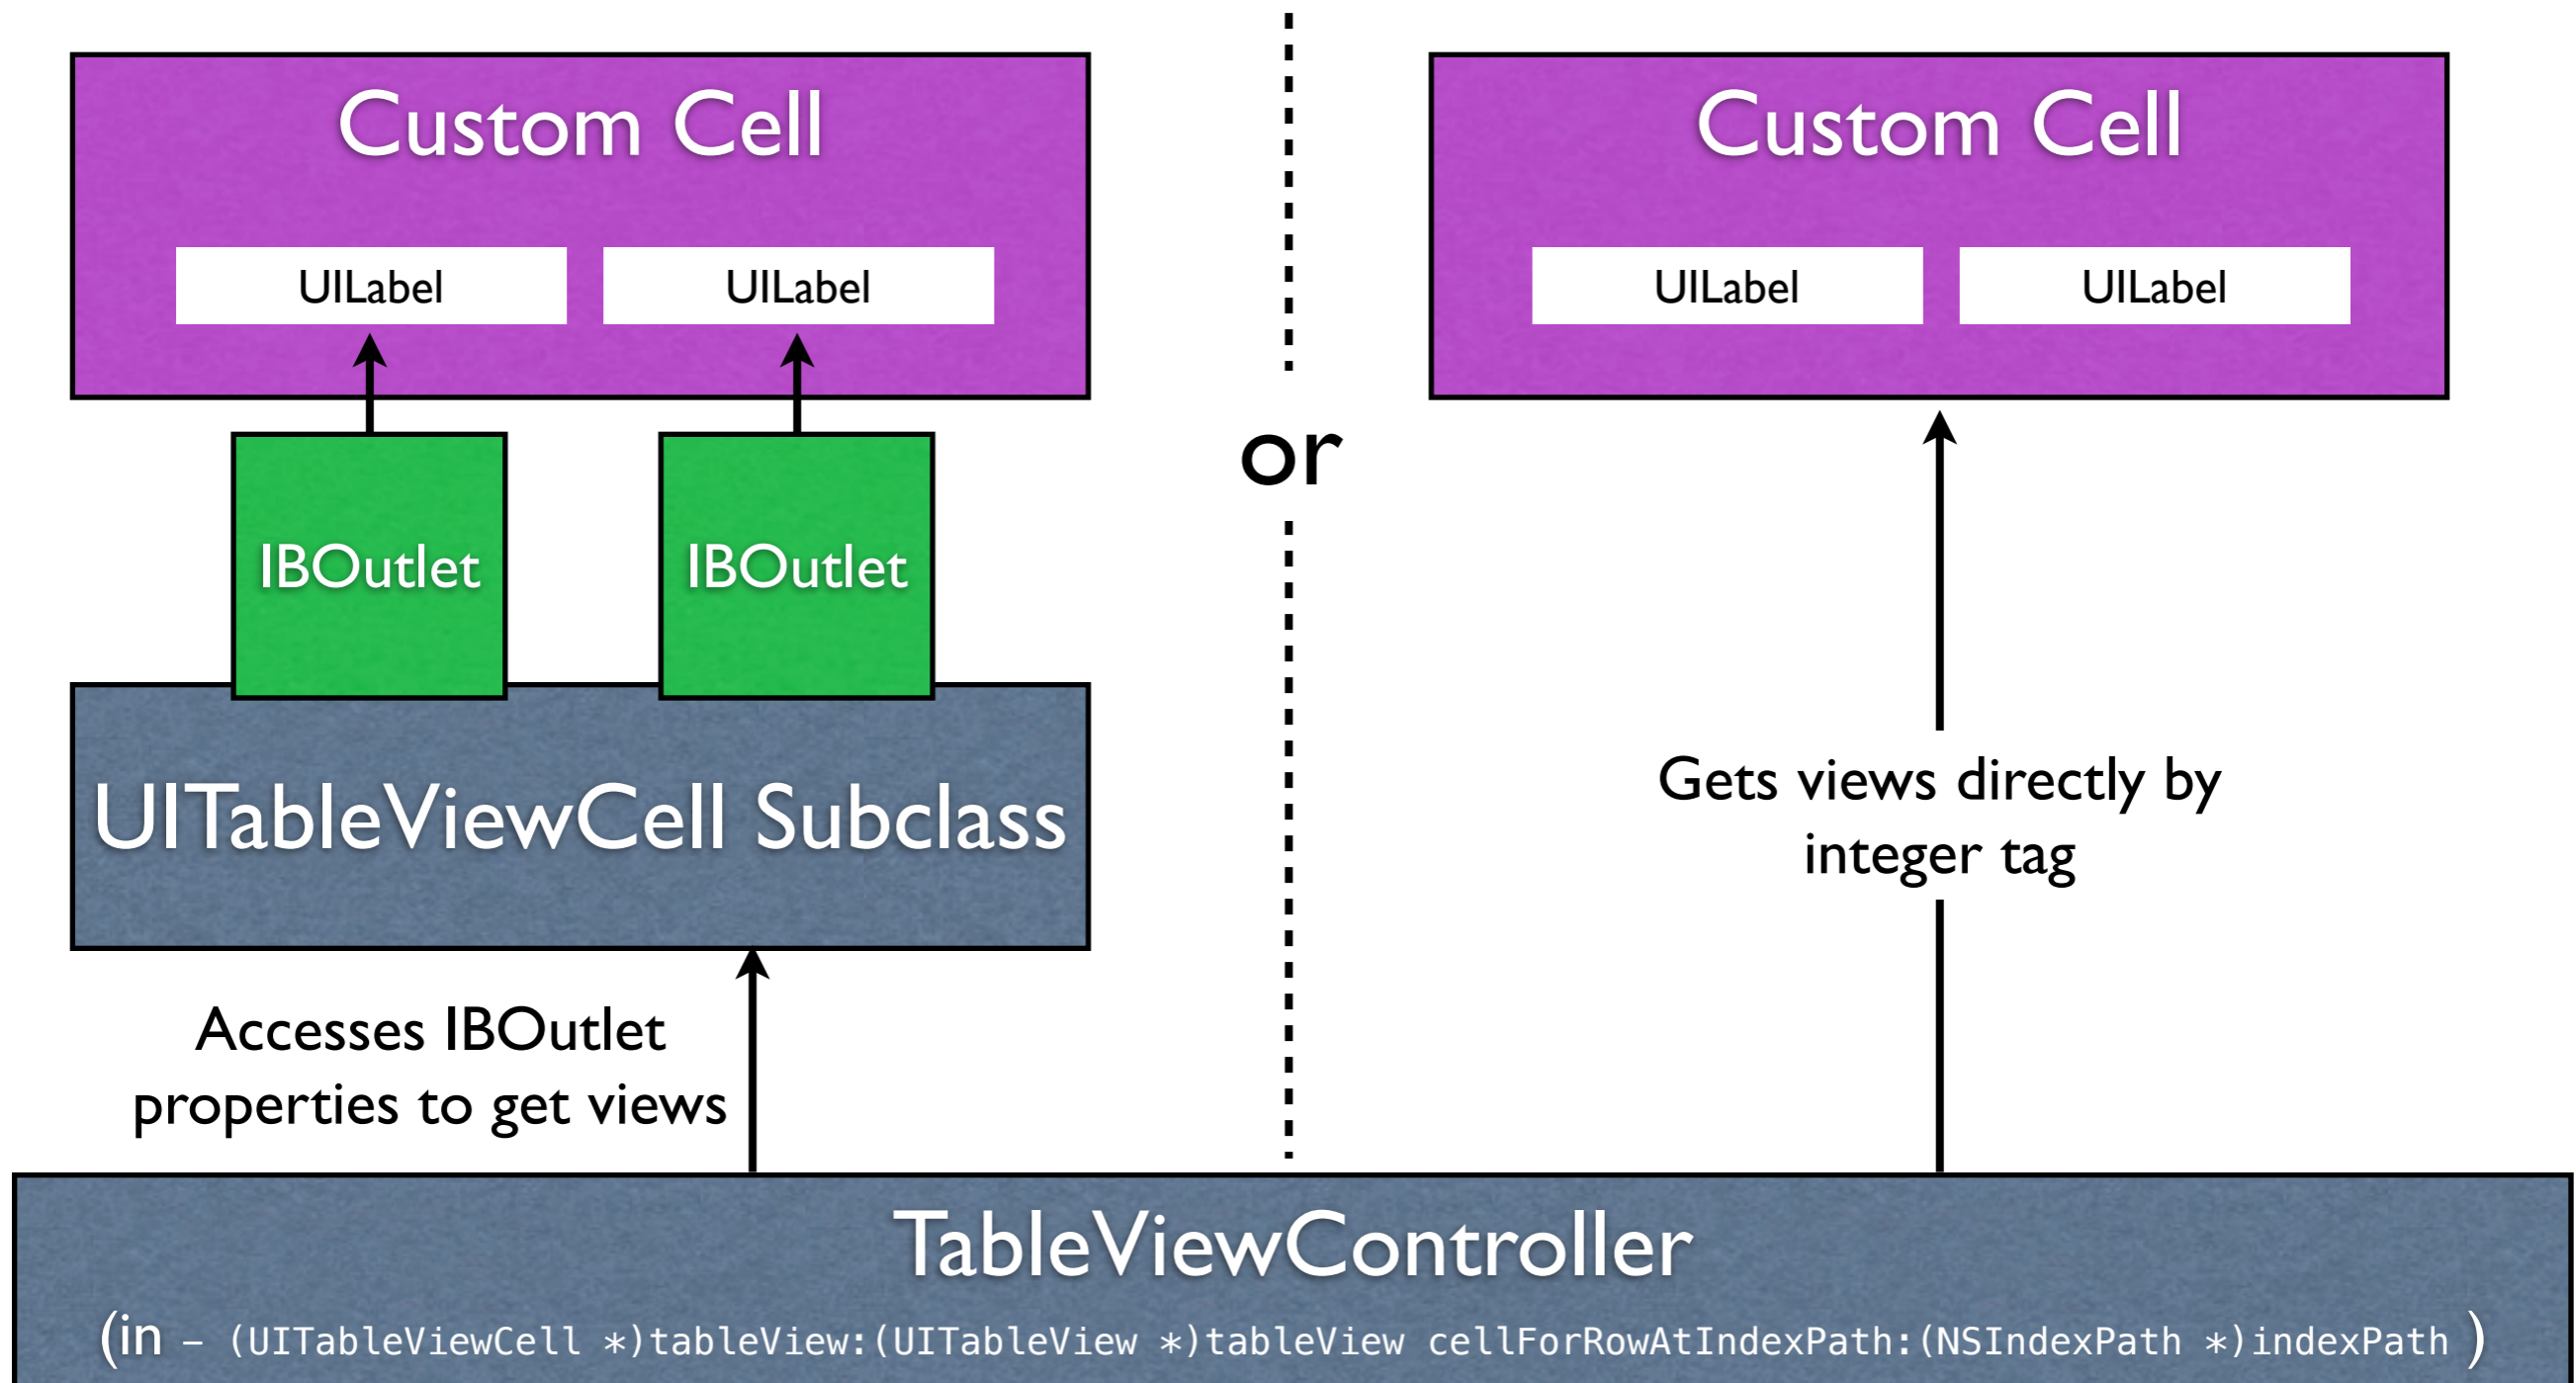 Custom Cell
UILabel
UILabel
IBOutlet
IBOutlet
UITableViewCell Subclass
Accesses IBOutlet
properties to get views
or
Custom Cell
UILabel
UILabel
Gets views directly by
integer tag
TableViewController
(in - (UITableViewCell *)tableView:(UITableView *)tableView cellForRowAtIndexPath:(NSIndexPath *)indexPath )